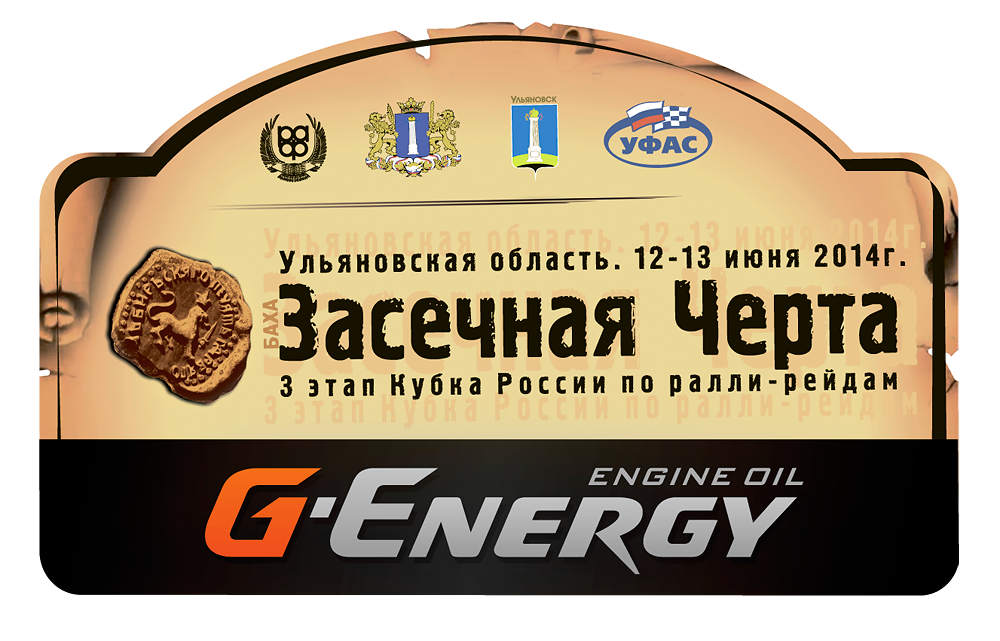 Ульяновск
УФАС
Ульяновская область. 12-13 июня 2014г.
БАХА
Засечная Черта
3 этап Кубка России по ралли-рейдам
ENGINE OIL
G-ENERGY